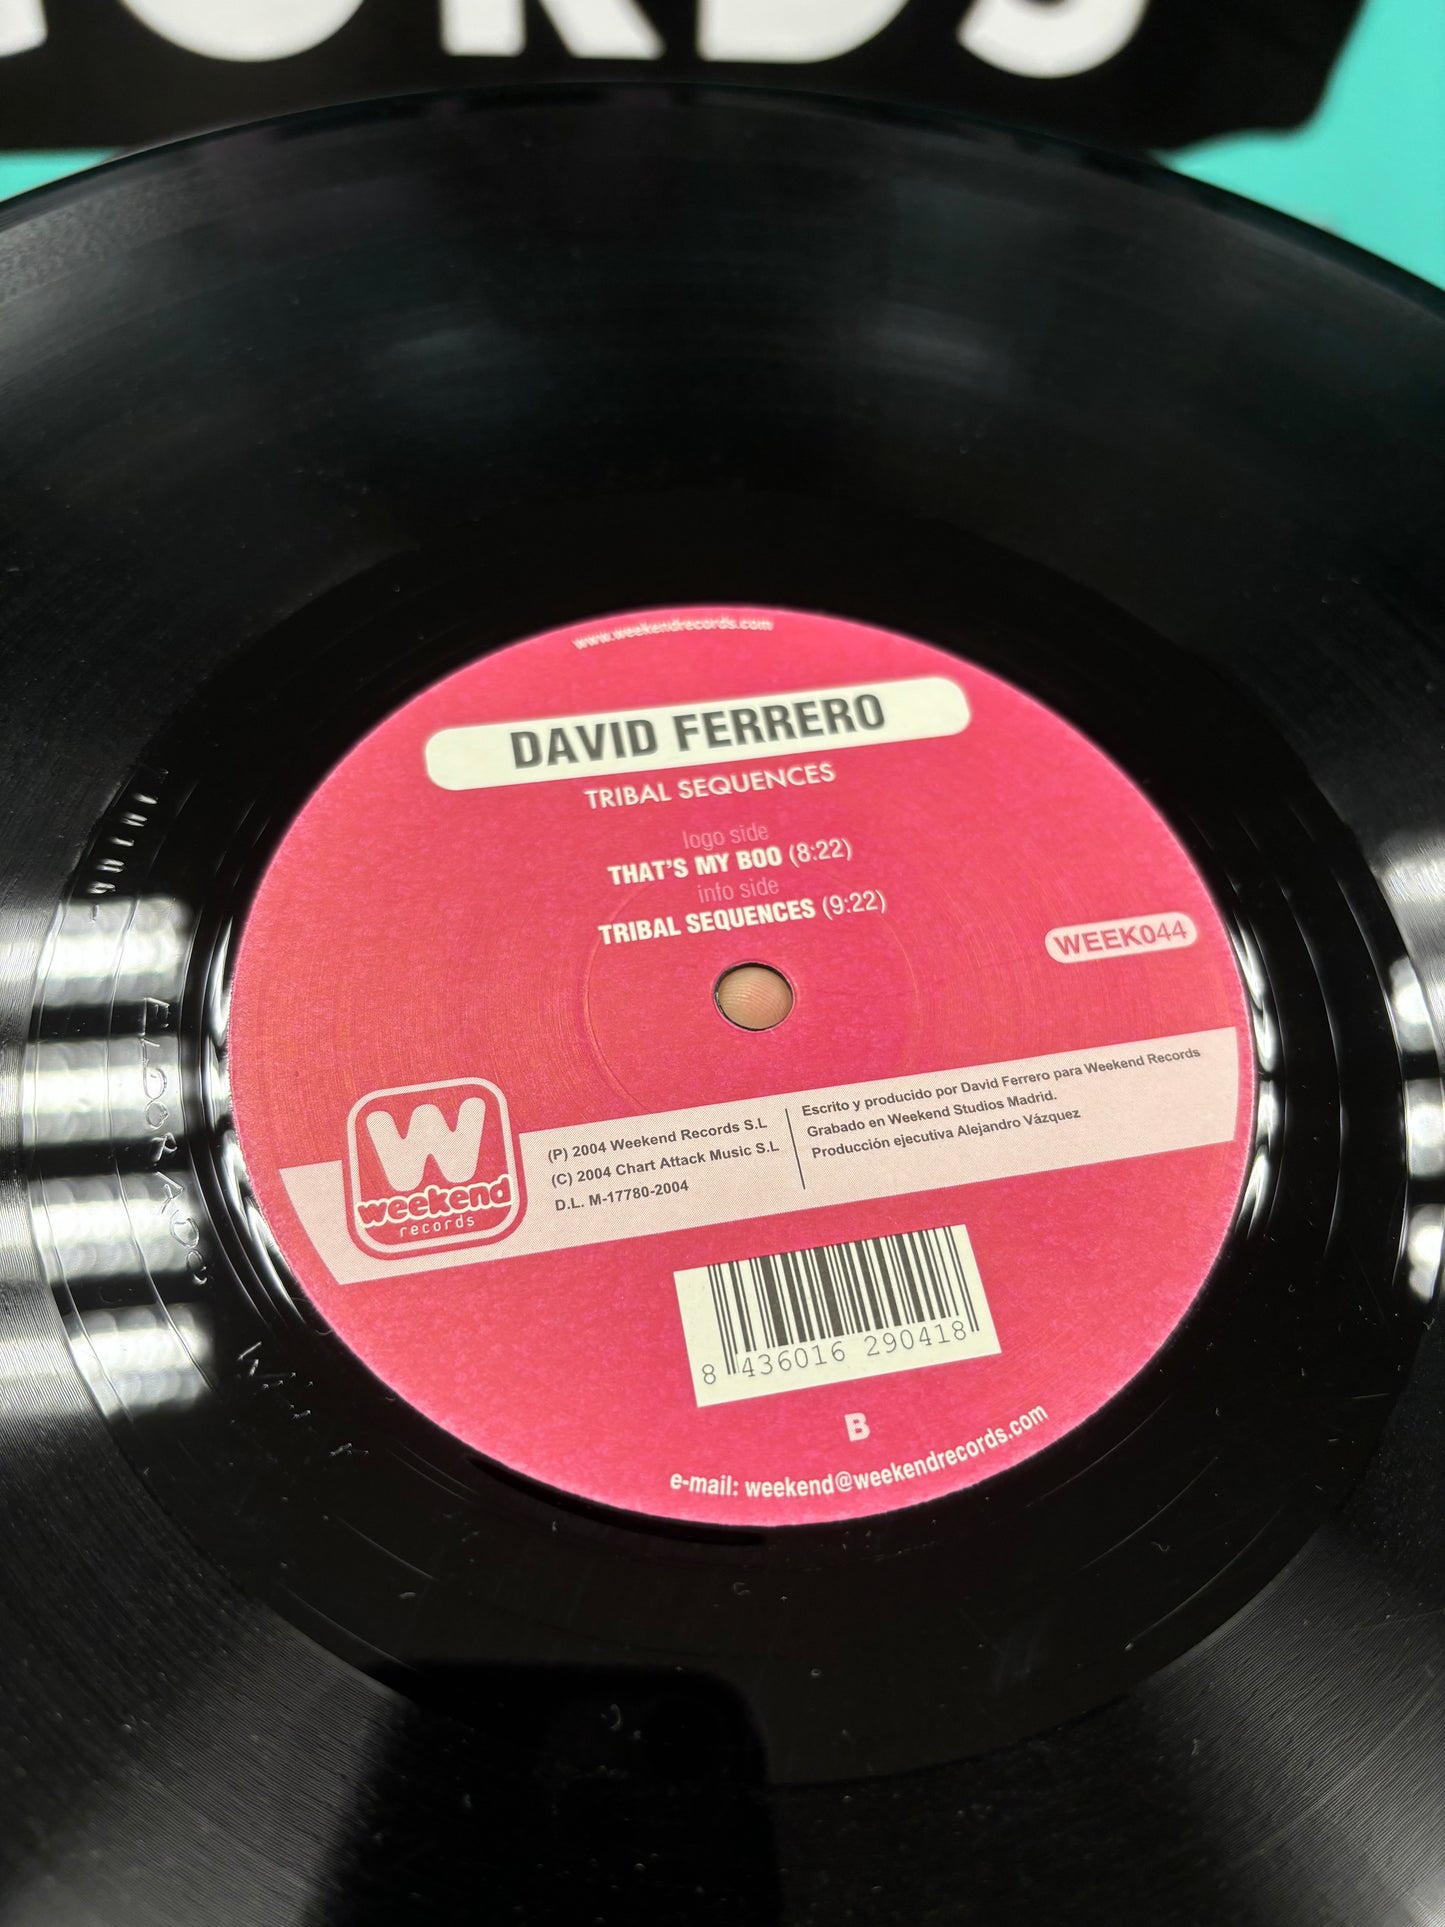 www.weekendrecords.com
DAVID FERRERO
TRIBAL SEQUENCES
logo side
THAT'S MY BOO (8:22)
info side
TRIBAL SEQUENCES (9:22)
WEEK044
W
weekend
records
(P) 2004 Weekend Records S.L
(C) 2004 Chart Attack Music S.L
D.L. M-17780-2004
Escrito y producido por David Ferrero para Weekend Records
Grabado en Weekend Studios Madrid.
Producción ejecutiva Alejandro Vázquez
8 436016 290418
B
e-mail: weekend@weekendrecords.com
ELDORADO